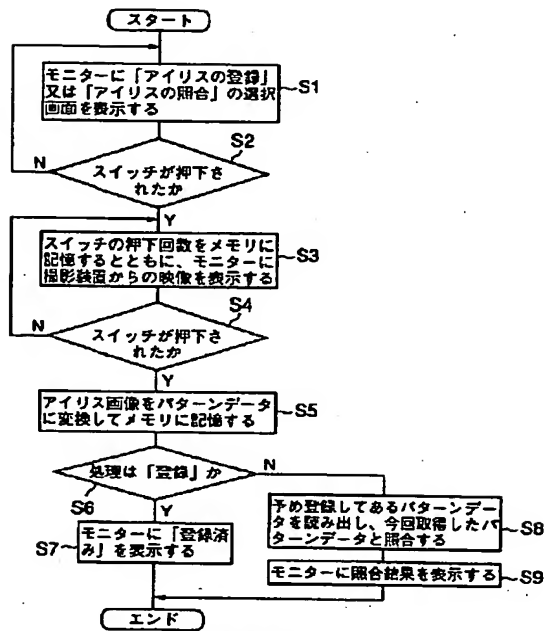 スタート
モニターに「アイリスの登録」
又は「アイリスの照合」の選択
画面を表示する
S1
S2
スイッチが押下さ
れたか
N
Y
スイッチの押下回数をメモリに
記憶するとともに、モニターに
撮影装置からの映像を表示する
S3
S4
スイッチが押下さ
れたか
N
Y
アイリス画像をパターンデータ
に変換してメモリに記憶する
S5
処理は「登録」か
N
S6
Y
モニターに「登録済
み」を表示する
S7
予め登録してあるパターンデー
タを読み出し、今回取得したパ
ターンデータと照合する
S8
モニターに照合結果を表示する
S9
エンド